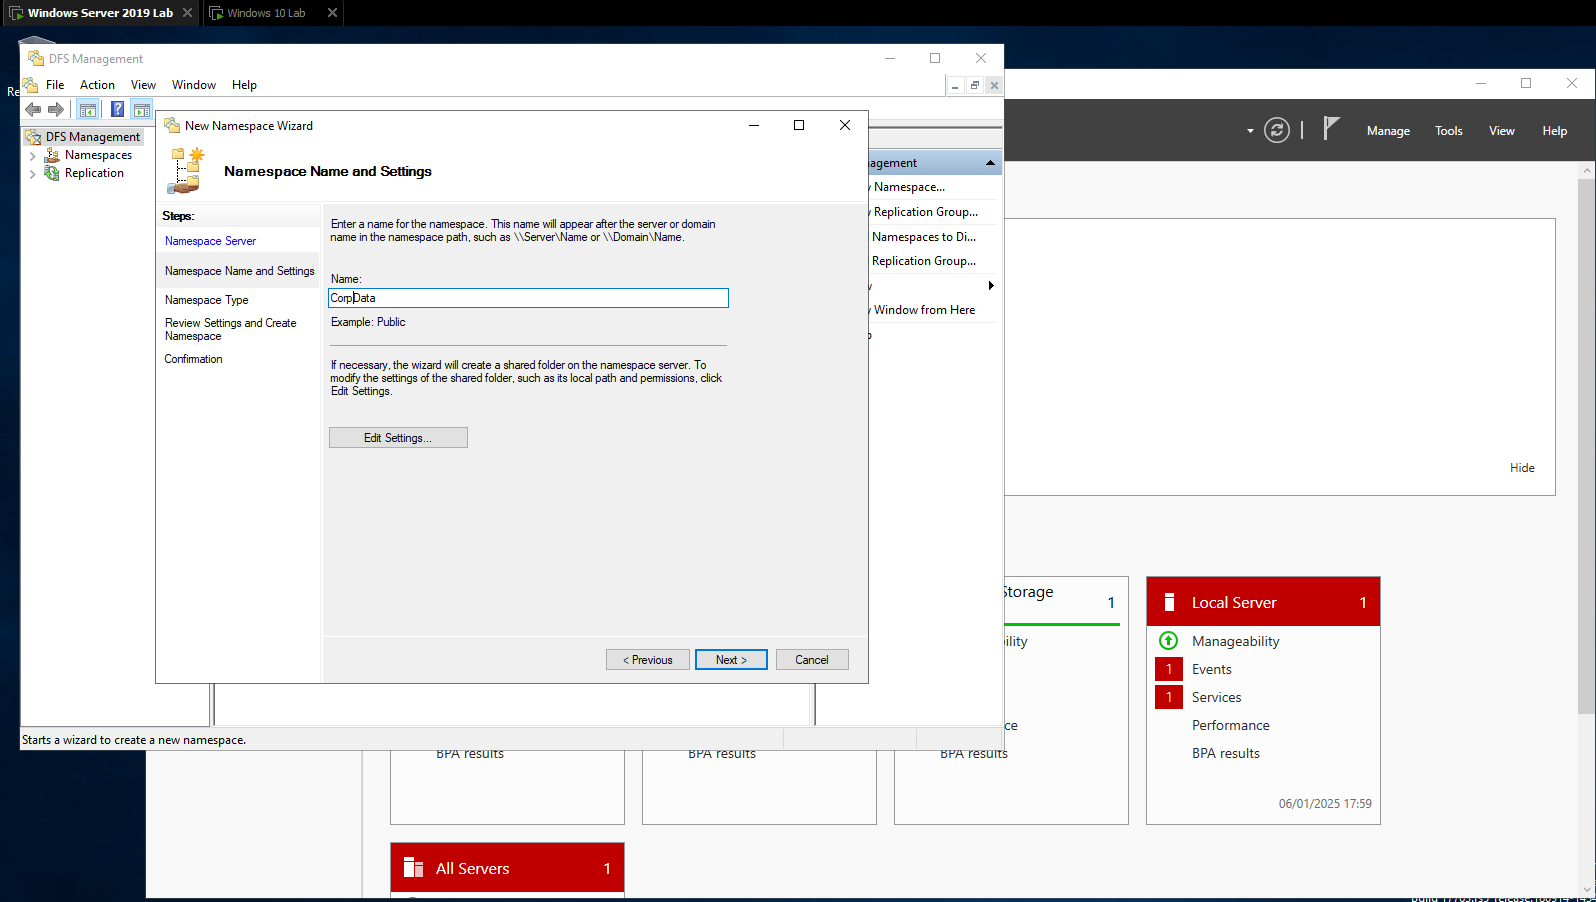 Windows Server 2019 Lab
Windows 10 Lab
DFS Management
File Action View Window Help
DFS Management
Namespaces
Replication
New Namespace Wizard
Namespace Name and Settings
Steps:
Namespace Server
Namespace Name and Settings
Namespace Type
Review Settings and Create
Namespace
Confirmation
Enter a name for the namespace. This name will appear after the server or domain
name in the namespace path, such as \\Server\Name or \\Domain\Name.
Name:
CorpData
Example: Public
If necessary, the wizard will create a shared folder on the namespace server. To
modify the settings of the shared folder, such as its local path and permissions, click
Edit Settings.
Edit Settings...
< Previous
Next >
Cancel
Namespace...
Replication Group...
Namespaces to Di...
Replication Group...
Window from Here
Starts a wizard to create a new namespace.
Manage Tools View Help
Hide
Storage
1
Local Server
1
Manageability
1 Events
1 Services
Performance
BPA results
06/01/2025 17:59
BPA results
BPA results
BPA results
All Servers
1